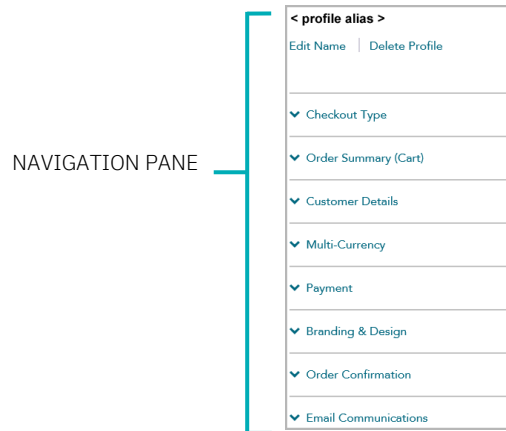 < profile alias >
Edit Name | Delete Profile
Checkout Type
Order Summary (Cart)
NAVIGATION PANE
Customer Details
Multi-Currency
Payment
Branding & Design
Order Confirmation
Email Communications